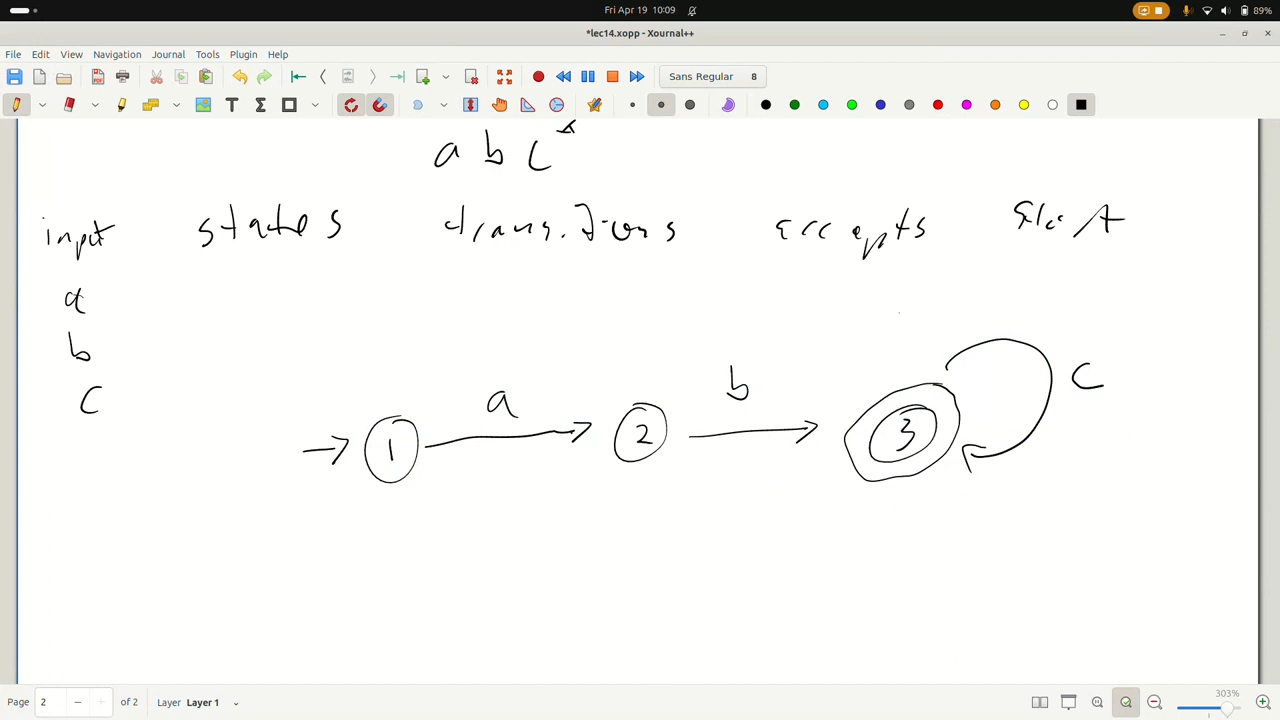 Fri Apr 19 10:09
89%
*lec14.xopp - Xournal++
File Edit View Navigation Journal Tools Plugin Help
Sans Regular 8
a b c*
input states transitions accepts start
a
b
c
a b c
1 2 3
Page 2 of 2 Layer Layer 1
303%